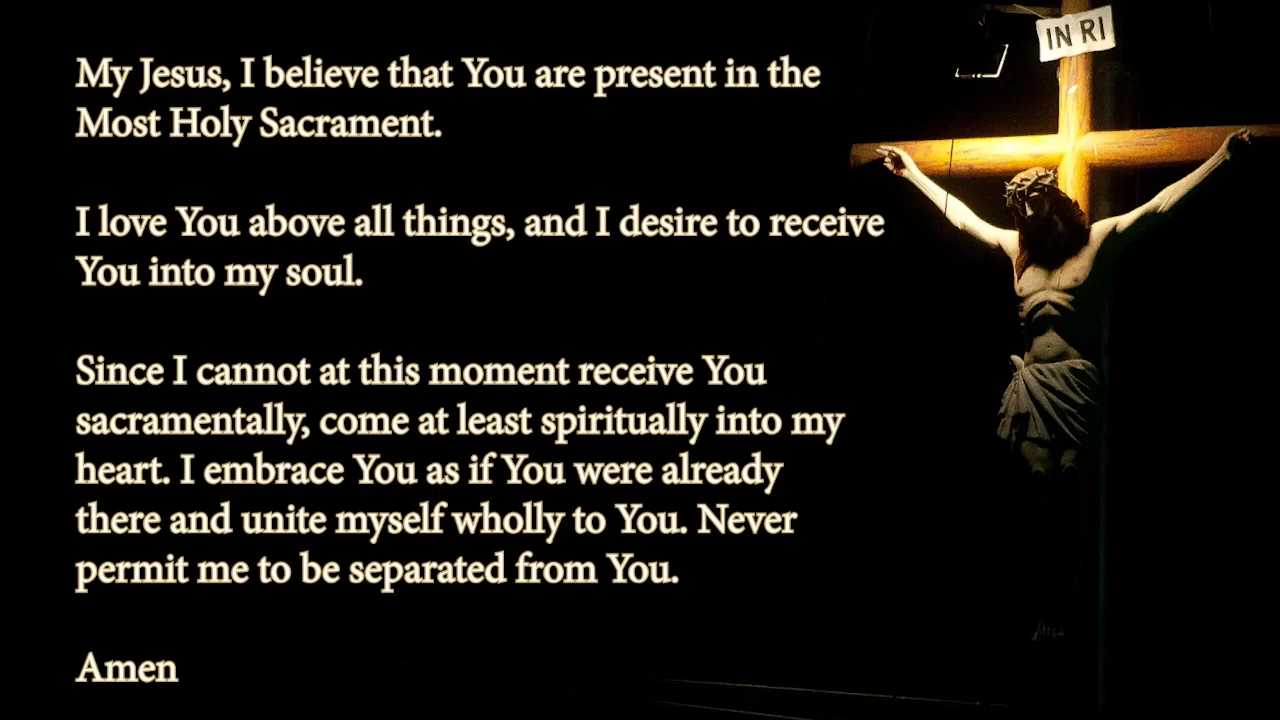 INRI
My Jesus, I believe that You are present in the
Most Holy Sacrament.
I love You above all things, and I desire to receive
You into my soul.
Since I cannot at this moment receive You
sacramentally, come at least spiritually into my
heart. I embrace You as if You were already
there and unite myself wholly to You. Never
permit me to be separated from You.
Amen